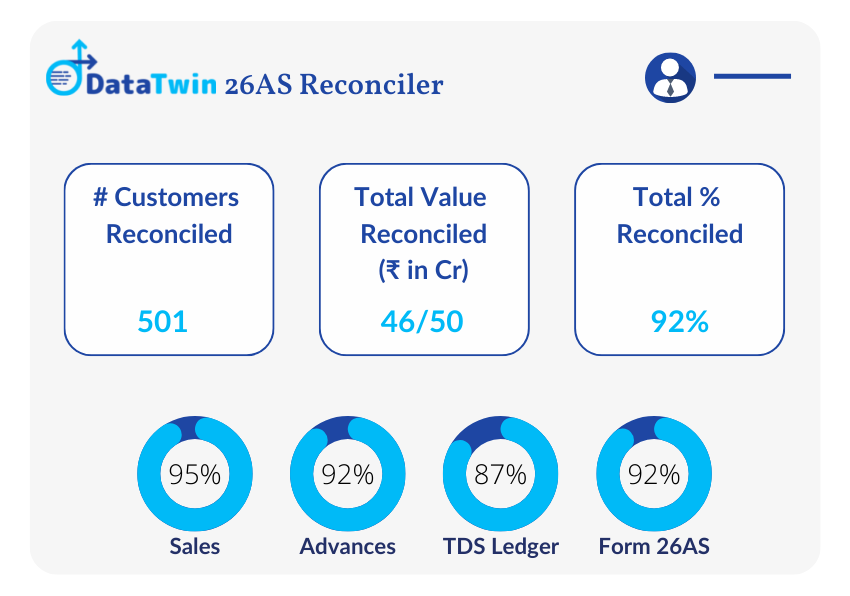 DataTwin 26AS Reconciler
# Customers
Reconciled
501
Total Value
Reconciled
(₹ in Cr)
46/50
Total %
Reconciled
92%
95%
92%
87%
92%
Sales
Advances
TDS Ledger
Form 26AS